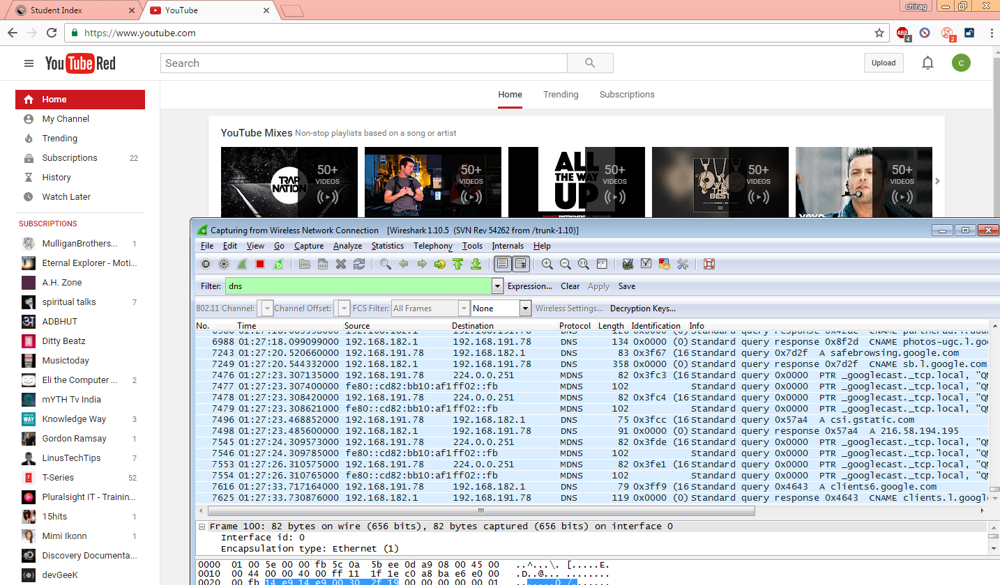 Student Index
YouTube
chirag
https://www.youtube.com
ABP 4
2
YouTube Red
Search
Upload
C
Home
My Channel
Trending
Subscriptions 22
History
Watch Later
SUBSCRIPTIONS
MulliganBrothers... 1
Eternal Explorer - Moti...
A.H. Zone
spiritual talks 7
ADBHUT
Ditty Beatz
Musictoday
Eli the Computer ... 2
mYTH Tv India
Knowledge Way 3
Gordon Ramsay 1
LinusTechTips 7
T-Series 52
Pluralsight IT - Trainin...
15hits 1
Mimi Ikonn 1
Discovery Documenta...
devGeeK
Home Trending Subscriptions
YouTube Mixes Non-stop playlists based on a song or artist
TRAP NATION
50+ VIDEOS
50+ VIDEOS
ALL THE WAY UP
50+ VIDEOS
WE THE BEST
50+ VIDEOS
vevo
50+ VIDEOS
Capturing from Wireless Network Connection [Wireshark 1.10.5 (SVN Rev 54262 from /trunk-1.10)]
File Edit View Go Capture Analyze Statistics Telephony Tools Internals Help
Filter: dns Expression... Clear Apply Save
802.11 Channel: Channel Offset: FCS Filter: All Frames None Wireless Settings... Decryption Keys...
No. Time Source Destination Protocol Length Identification Info
6988 01:27:18.099099000 192.168.182.1 192.168.191.78 DNS 134 0x0000 (0) Standard query response 0x8f2d CNAME photos-ugc.l.go
7243 01:27:20.520660000 192.168.191.78 192.168.182.1 DNS 83 0x3f67 (16 Standard query 0x7d2f A safebrowsing.google.com
7249 01:27:20.544332000 192.168.182.1 192.168.191.78 DNS 358 0x0000 (0) Standard query response 0x7d2f CNAME sb.l.google.com
7476 01:27:23.307135000 192.168.191.78 224.0.0.251 MDNS 82 0x3fc3 (16 Standard query 0x0000 PTR _googlecast._tcp.local, "QM
7477 01:27:23.307400000 fe80::cd82:bb10:af1 ff02::fb MDNS 102 Standard query 0x0000 PTR _googlecast._tcp.local, "QM
7478 01:27:23.308420000 192.168.191.78 224.0.0.251 MDNS 82 0x3fc4 (16 Standard query 0x0000 PTR _googlecast._tcp.local, "QM
7479 01:27:23.308621000 fe80::cd82:bb10:af1 ff02::fb MDNS 102 Standard query 0x0000 PTR _googlecast._tcp.local, "QM
7496 01:27:23.468852000 192.168.191.78 192.168.182.1 DNS 75 0x3fcc (16 Standard query 0x57a4 A csi.gstatic.com
7498 01:27:23.485600000 192.168.182.1 192.168.191.78 DNS 91 0x0000 (0) Standard query response 0x57a4 A 216.58.194.195
7545 01:27:24.309573000 192.168.191.78 224.0.0.251 MDNS 82 0x3fde (16 Standard query 0x0000 PTR _googlecast._tcp.local, "QM
7546 01:27:24.309785000 fe80::cd82:bb10:af1 ff02::fb MDNS 102 Standard query 0x0000 PTR _googlecast._tcp.local, "QM
7553 01:27:26.310575000 192.168.191.78 224.0.0.251 MDNS 82 0x3fe1 (16 Standard query 0x0000 PTR _googlecast._tcp.local, "QM
7554 01:27:26.310765000 fe80::cd82:bb10:af1 ff02::fb MDNS 102 Standard query 0x0000 PTR _googlecast._tcp.local, "QM
7616 01:27:33.717164000 192.168.191.78 192.168.182.1 DNS 79 0x3ff9 (16 Standard query 0x4643 A clients6.google.com
7625 01:27:33.730876000 192.168.182.1 192.168.191.78 DNS 119 0x0000 (0) Standard query response 0x4643 CNAME clients.l.googl
Frame 100: 82 bytes on wire (656 bits), 82 bytes captured (656 bits) on interface 0
Interface id: 0
Encapsulation type: Ethernet (1)
0000 01 00 5e 00 00 fb 5c 0a 5b ee 0d a9 08 00 45 00 ..^...\. [.....E.
0010 00 44 00 00 40 00 ff 11 1f 1e c0 a8 ba e6 e0 00 .D..@... ........
0020 00 fb 14 e9 14 e9 00 30 2f 19 00 00 00 00 00 01 .......0 /.......